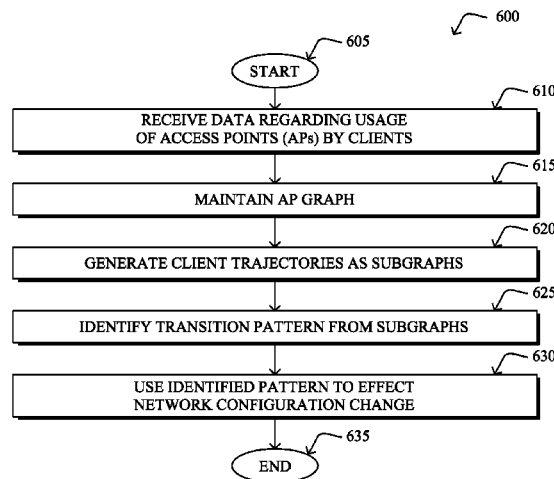 600
605
START
610
RECEIVE DATA REGARDING USAGE
OF ACCESS POINTS (APs) BY CLIENTS
615
MAINTAIN AP GRAPH
620
GENERATE CLIENT TRAJECTORIES AS SUBGRAPHS
625
IDENTIFY TRANSITION PATTERN FROM SUBGRAPHS
630
USE IDENTIFIED PATTERN TO EFFECT
NETWORK CONFIGURATION CHANGE
635
END